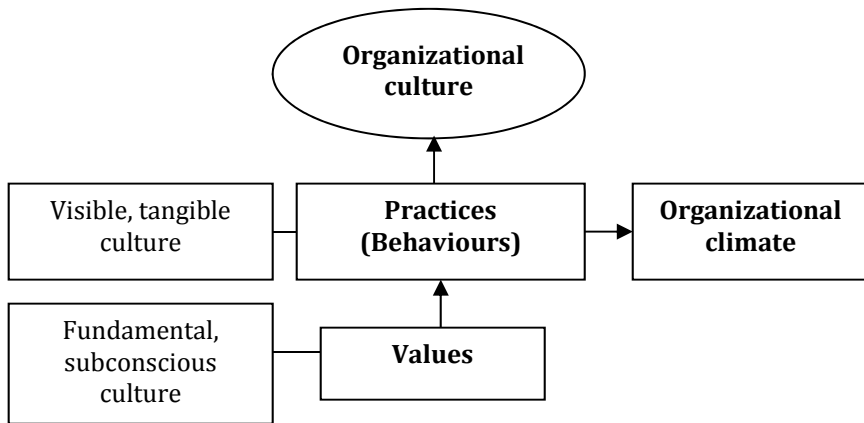 Organizational
culture
Visible, tangible
culture
Practices
(Behaviours)
Organizational
climate
Fundamental,
subconscious
culture
Values